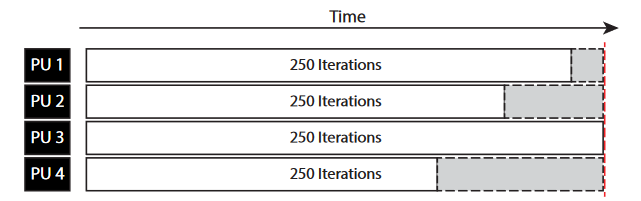 Time
PU 1 250 Iterations
PU 2 250 Iterations
PU 3 250 Iterations
PU 4 250 Iterations